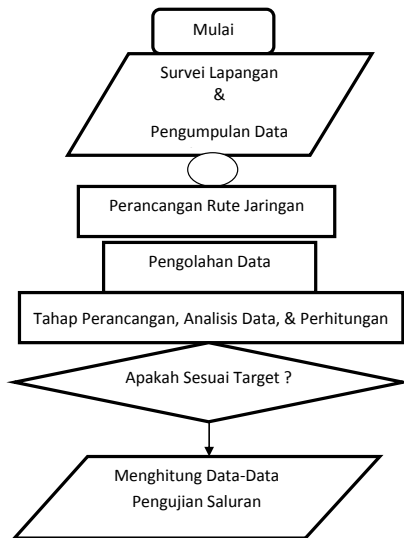 Mulai
Survei Lapangan
&
Pengumpulan Data
Perancangan Rute Jaringan
Pengolahan Data
Tahap Perancangan, Analisis Data, & Perhitungan
Apakah Sesuai Target ?
Menghitung Data-Data
Pengujian Saluran